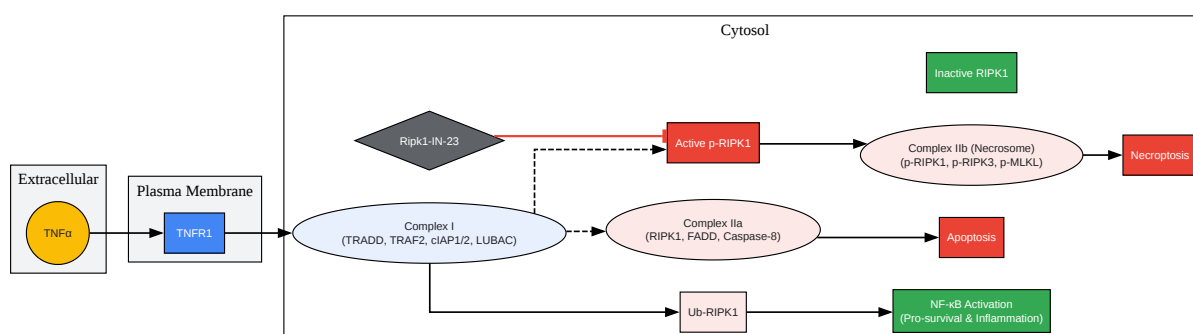 Cytosol
Inactive RIPK1
Ripk1-IN-23
Active p-RIPK1
Complex IIb (Necrosome)
(p-RIPK1, p-RIPK3, p-MLKL)
Necroptosis
Extracellular
TNFα
Plasma Membrane
TNFR1
Complex I
(TRADD, TRAF2, cIAP1/2, LUBAC)
Complex IIa
(RIPK1, FADD, Caspase-8)
Apoptosis
Ub-RIPK1
NF-κB Activation
(Pro-survival & Inflammation)